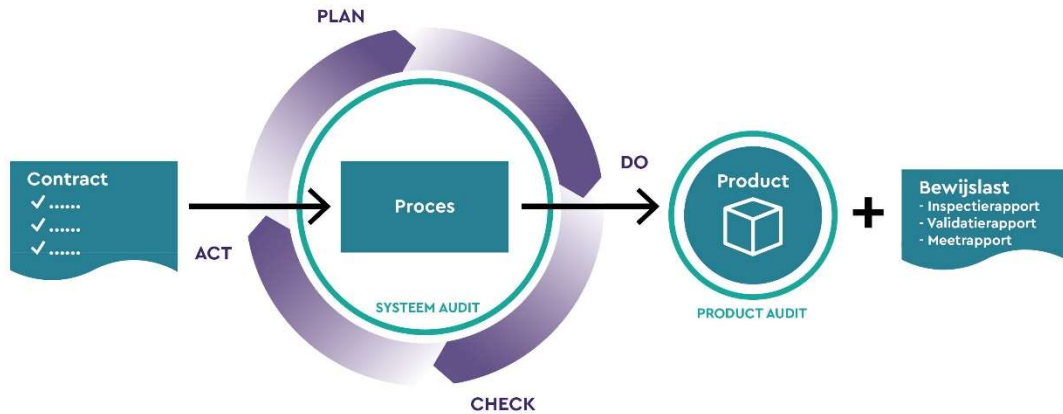 PLAN
Contract
✓ ......
✓ ......
✓ ......
ACT
Proces
SYSTEEM AUDIT
CHECK
DO
Product
PRODUCT AUDIT
+
Bewijslast
- Inspectierapport
- Validatierapport
- Meetrapport